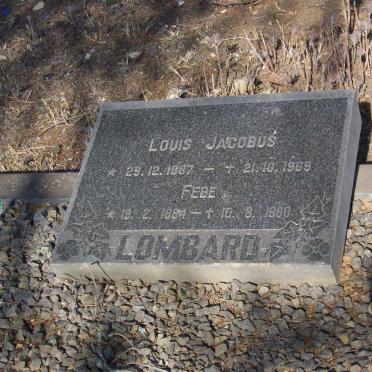 LOUIS JACOBUS
* 29.12.1887 – † 21.10.1969
FEBE
* 19.2.1894 – † 10.8.1980
LOMBARD